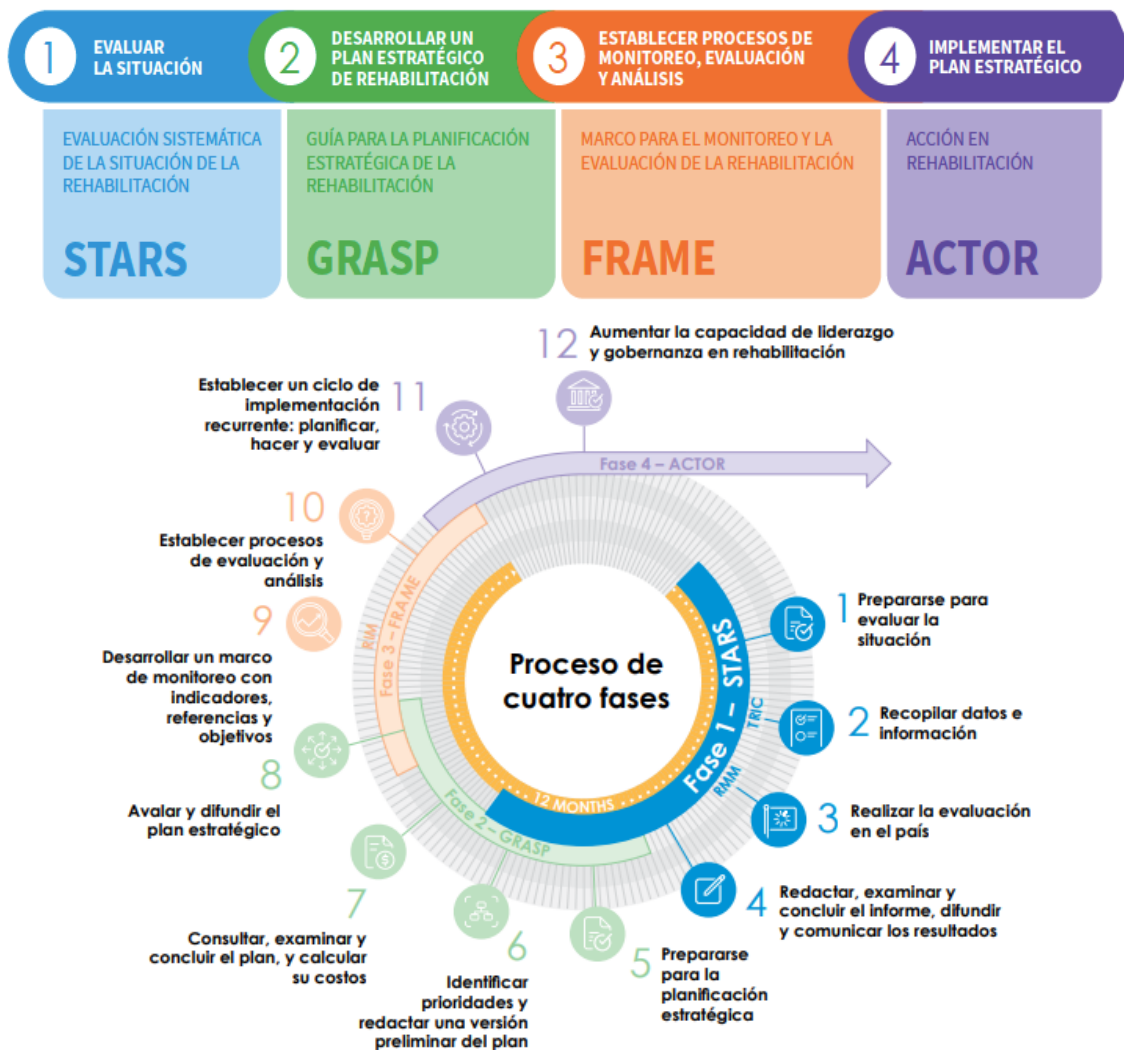 1
EVALUAR
LA SITUACIÓN
2
DESARROLLAR UN
PLAN ESTRATÉGICO
DE REHABILITACIÓN
3
ESTABLECER PROCESOS DE
MONITOREO, EVALUACIÓN
Y ANÁLISIS
4
IMPLEMENTAR EL
PLAN ESTRATÉGICO
EVALUACIÓN SISTEMÁTICA
DE LA SITUACIÓN DE LA
REHABILITACIÓN
STARS
GUÍA PARA LA PLANIFICACIÓN
ESTRATÉGICA DE LA
REHABILITACIÓN
GRASP
MARCO PARA EL MONITOREO Y LA
EVALUACIÓN DE LA REHABILITACIÓN
FRAME
ACCIÓN EN
REHABILITACIÓN
ACTOR
Proceso de
cuatro fases
12 MONTHS
Fase 1 – STARS
TRIC
RMM
1
Prepararse para
evaluar la
situación
2
Recopilar datos e
información
3
Realizar la evaluación
en el país
4
Redactar, examinar y
concluir el informe, difundir
y comunicar los resultados
Fase 2 – GRASP
5
Prepararse
para la
planificación
estratégica
6
Identificar
prioridades y
redactar una versión
preliminar del plan
7
Consultar, examinar y
concluir el plan, y calcular
su costos
8
Avalar y difundir el
plan estratégico
Fase 3 – FRAME
RIM
9
Desarrollar un marco
de monitoreo con
indicadores,
referencias y
objetivos
10
Establecer procesos
de evaluación y
análisis
Fase 4 – ACTOR
11
Establecer un ciclo de
implementación
recurrente: planificar,
hacer y evaluar
12
Aumentar la capacidad de liderazgo
y gobernanza en rehabilitación